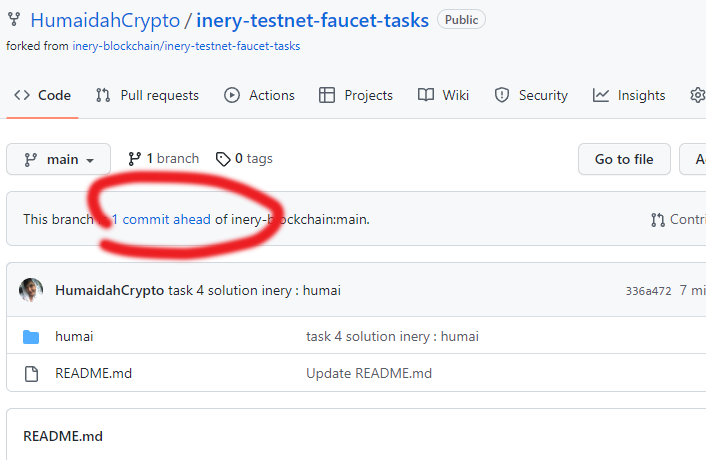 HumaidahCrypto / inery-testnet-faucet-tasks Public
forked from inery-blockchain/inery-testnet-faucet-tasks
Code Pull requests Actions Projects Wiki Security Insights
main 1 branch 0 tags Go to file
This branch 1 commit ahead of inery-blockchain:main.
HumaidahCrypto task 4 solution inery : humai 336a472 7
humai task 4 solution inery : humai
README.md Update README.md
README.md